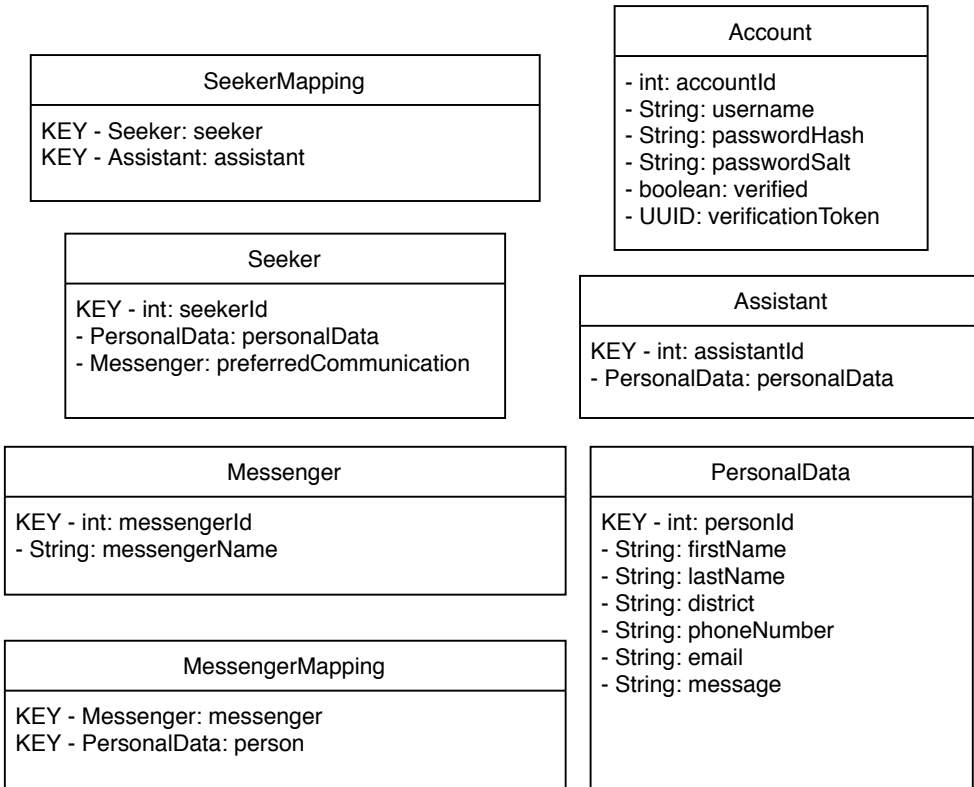 SeekerMapping
KEY - Seeker: seeker
KEY - Assistant: assistant
Account
- int: accountId
- String: username
- String: passwordHash
- String: passwordSalt
- boolean: verified
- UUID: verificationToken
Seeker
KEY - int: seekerId
- PersonalData: personalData
- Messenger: preferredCommunication
Assistant
KEY - int: assistantId
- PersonalData: personalData
Messenger
KEY - int: messengerId
- String: messengerName
PersonalData
KEY - int: personId
- String: firstName
- String: lastName
- String: district
- String: phoneNumber
- String: email
- String: message
MessengerMapping
KEY - Messenger: messenger
KEY - PersonalData: person